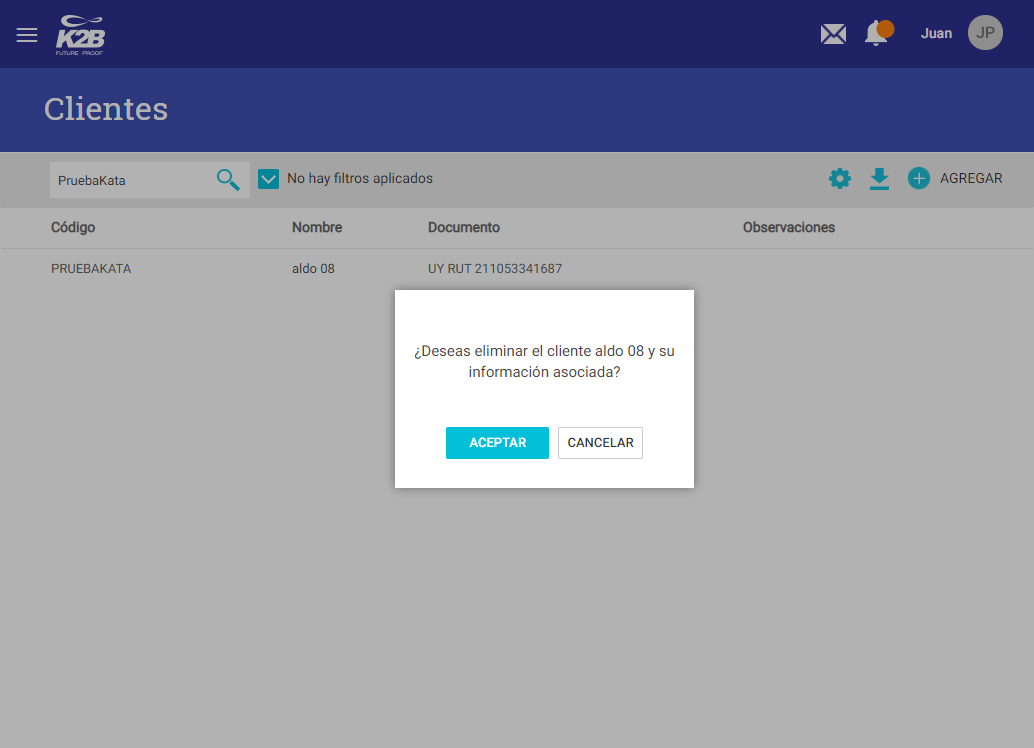 K2B
FUTURE PROOF
Juan
JP
Clientes
PruebaKata
No hay filtros aplicados
AGREGAR
Código Nombre Documento Observaciones
PRUEBAKATA aldo 08 UY RUT 211053341687
¿Deseas eliminar el cliente aldo 08 y su
información asociada?
ACEPTAR
CANCELAR